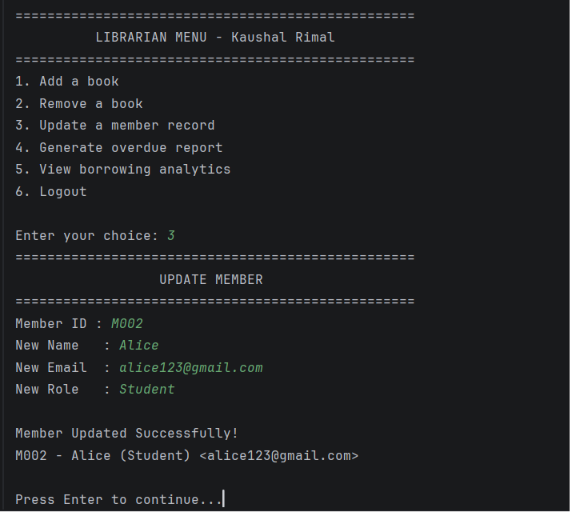 ==================================================
LIBRARIAN MENU - Kaushal Rimal
==================================================
1. Add a book
2. Remove a book
3. Update a member record
4. Generate overdue report
5. View borrowing analytics
6. Logout
Enter your choice: 3
==================================================
UPDATE MEMBER
==================================================
Member ID : M002
New Name   : Alice
New Email  : alice123@gmail.com
New Role   : Student
Member Updated Successfully!
M002 - Alice (Student) <alice123@gmail.com>
Press Enter to continue...